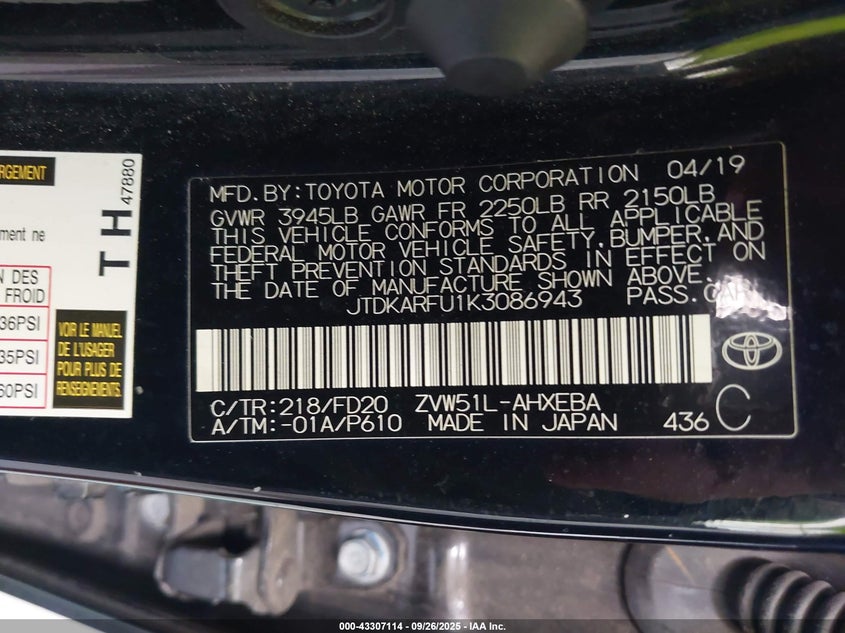 RGEMENT
ment ne
N DES
FROID
36PSI
35PSI
60PSI
VOIR LE MANUEL
DE L'USAGER
POUR PLUS DE
RENSEIGNEMENTS.
TH
47880
MFD.BY:TOYOTA MOTOR CORPORATION 04/19
GVWR 3945LB GAWR FR 2250LB RR 2150LB
THIS VEHICLE CONFORMS TO ALL APPLICABLE
FEDERAL MOTOR VEHICLE SAFETY,BUMPER,AND
THEFT PREVENTION STANDARDS IN EFFECT ON
THE DATE OF MANUFACTURE SHOWN ABOVE.
JTDKARFU1K3086943 PASS.CAR
C/TR:218/FD20 ZVW51L-AHXEBA
A/TM:-01A/P610 MADE IN JAPAN 436 C
000-43307114 - 09/26/2025 - IAA Inc.